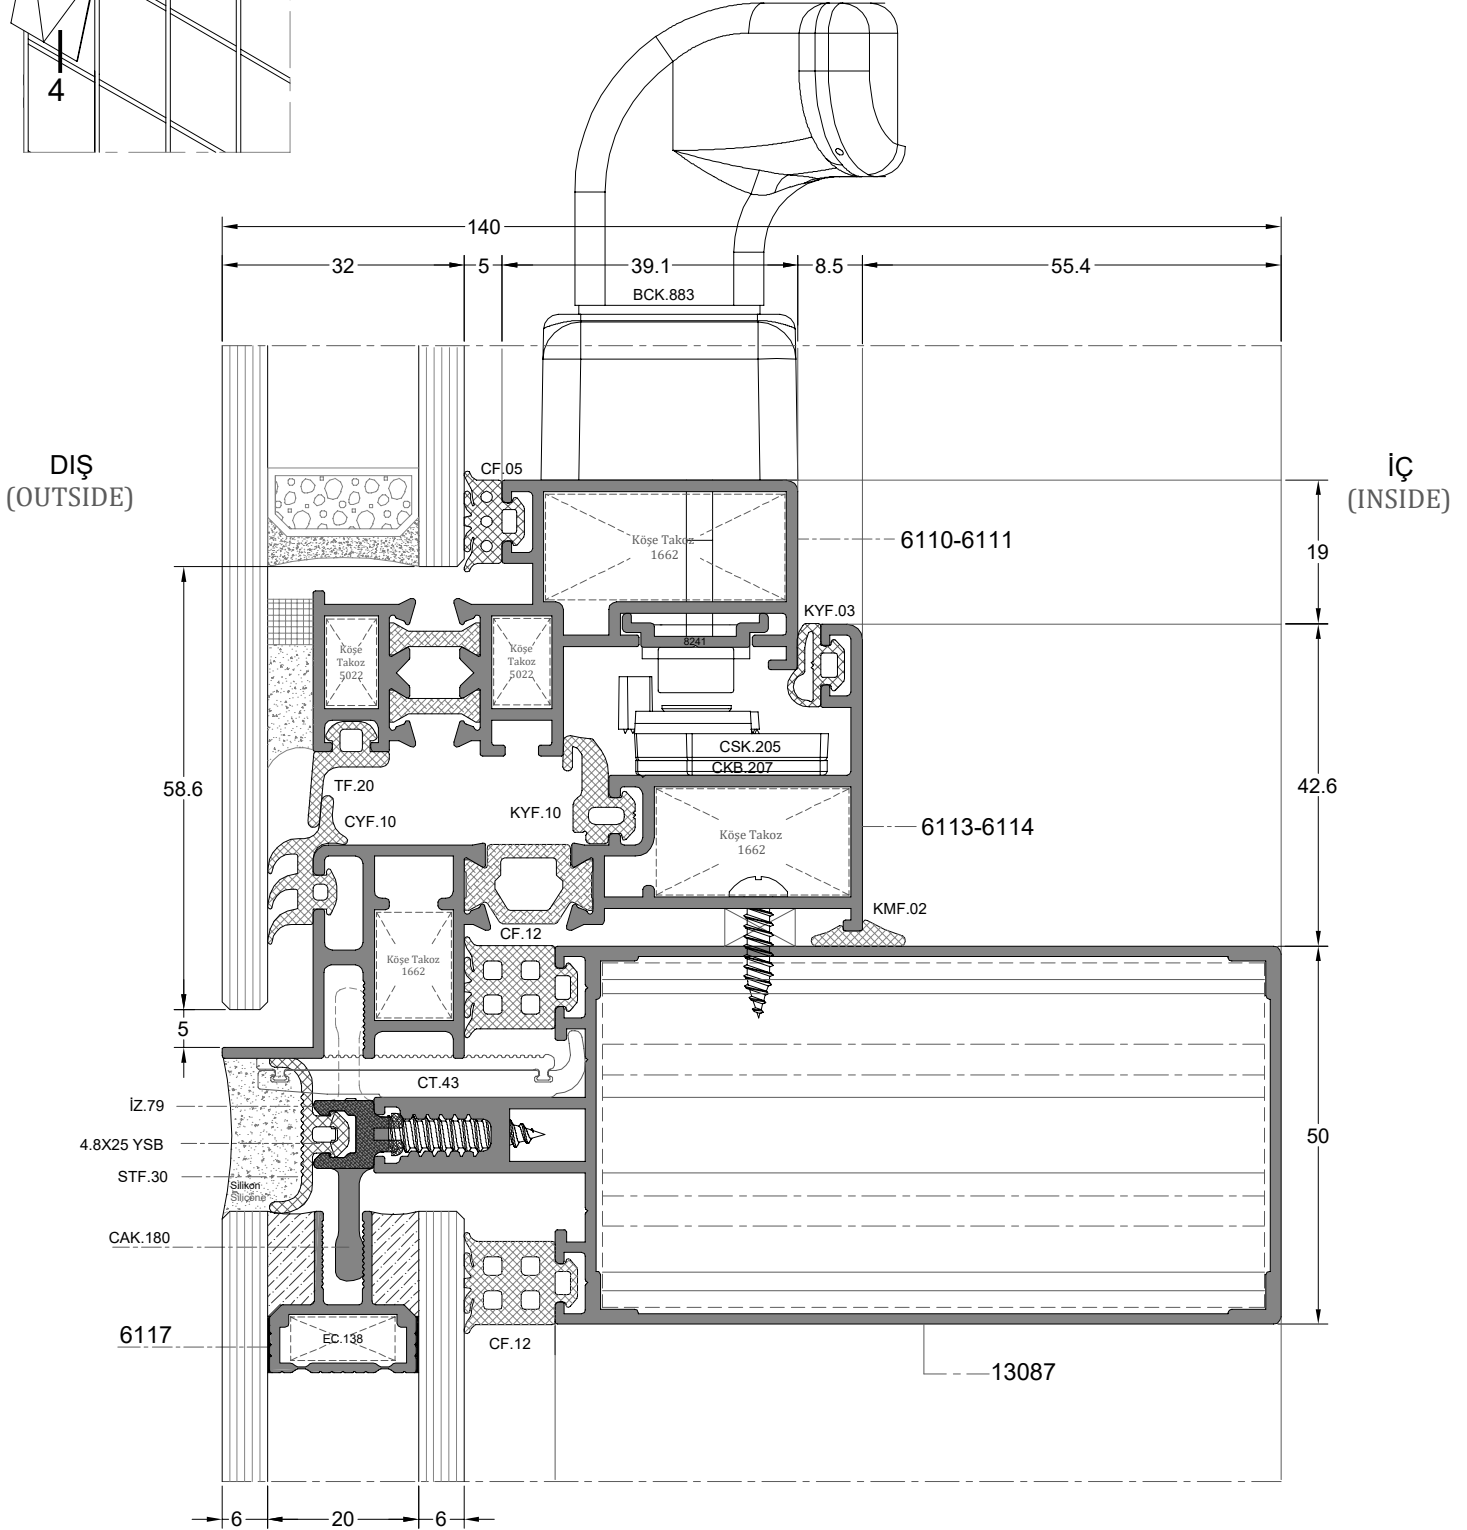 4
140
32
5
39.1
8.5
55.4
BCK.883
DIŞ
(OUTSIDE)
İÇ
(INSIDE)
CF.05
Köşe Takoz
1662
6110-6111
19
KYF.03
8241
Köşe
Takoz
5022
Köşe
Takoz
5022
CSK.205
CKB.207
58.6
TF.20
CYF.10
KYF.10
42.6
Köşe Takoz
1662
6113-6114
KMF.02
CF.12
Köşe Takoz
1662
5
CT.43
İZ.79
4.8X25 YSB
STF.30
Silikon
Silicone
50
CAK.180
6117
EC.138
CF.12
13087
6
20
6